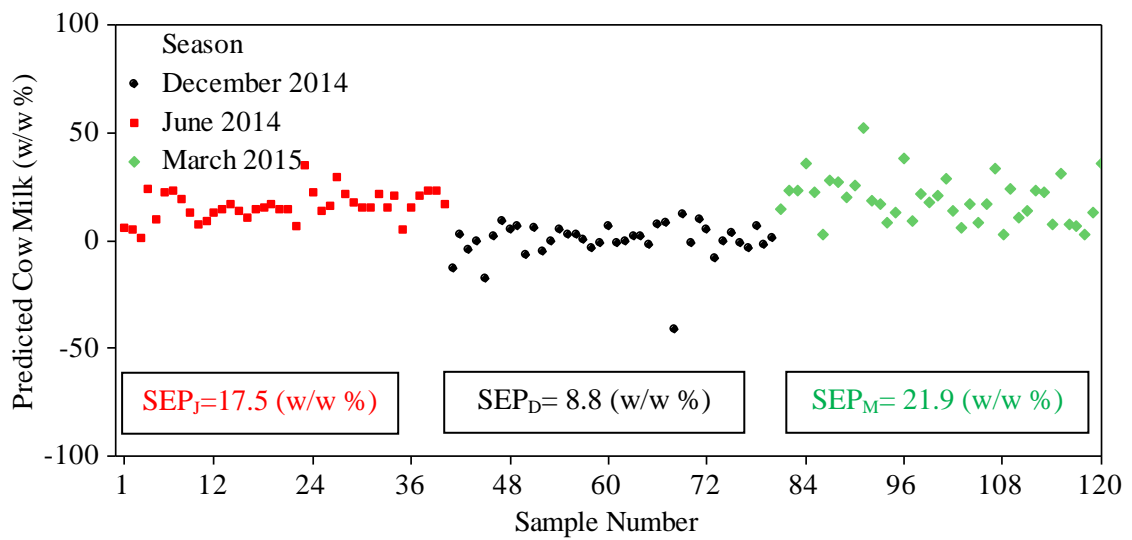 100
50
0
-50
-100
Predicted Cow Milk (w/w %)
Season
December 2014
June 2014
March 2015
SEPJ=17.5 (w/w %)
SEPD= 8.8 (w/w %)
SEPM= 21.9 (w/w %)
1 12 24 36 48 60 72 84 96 108 120
Sample Number